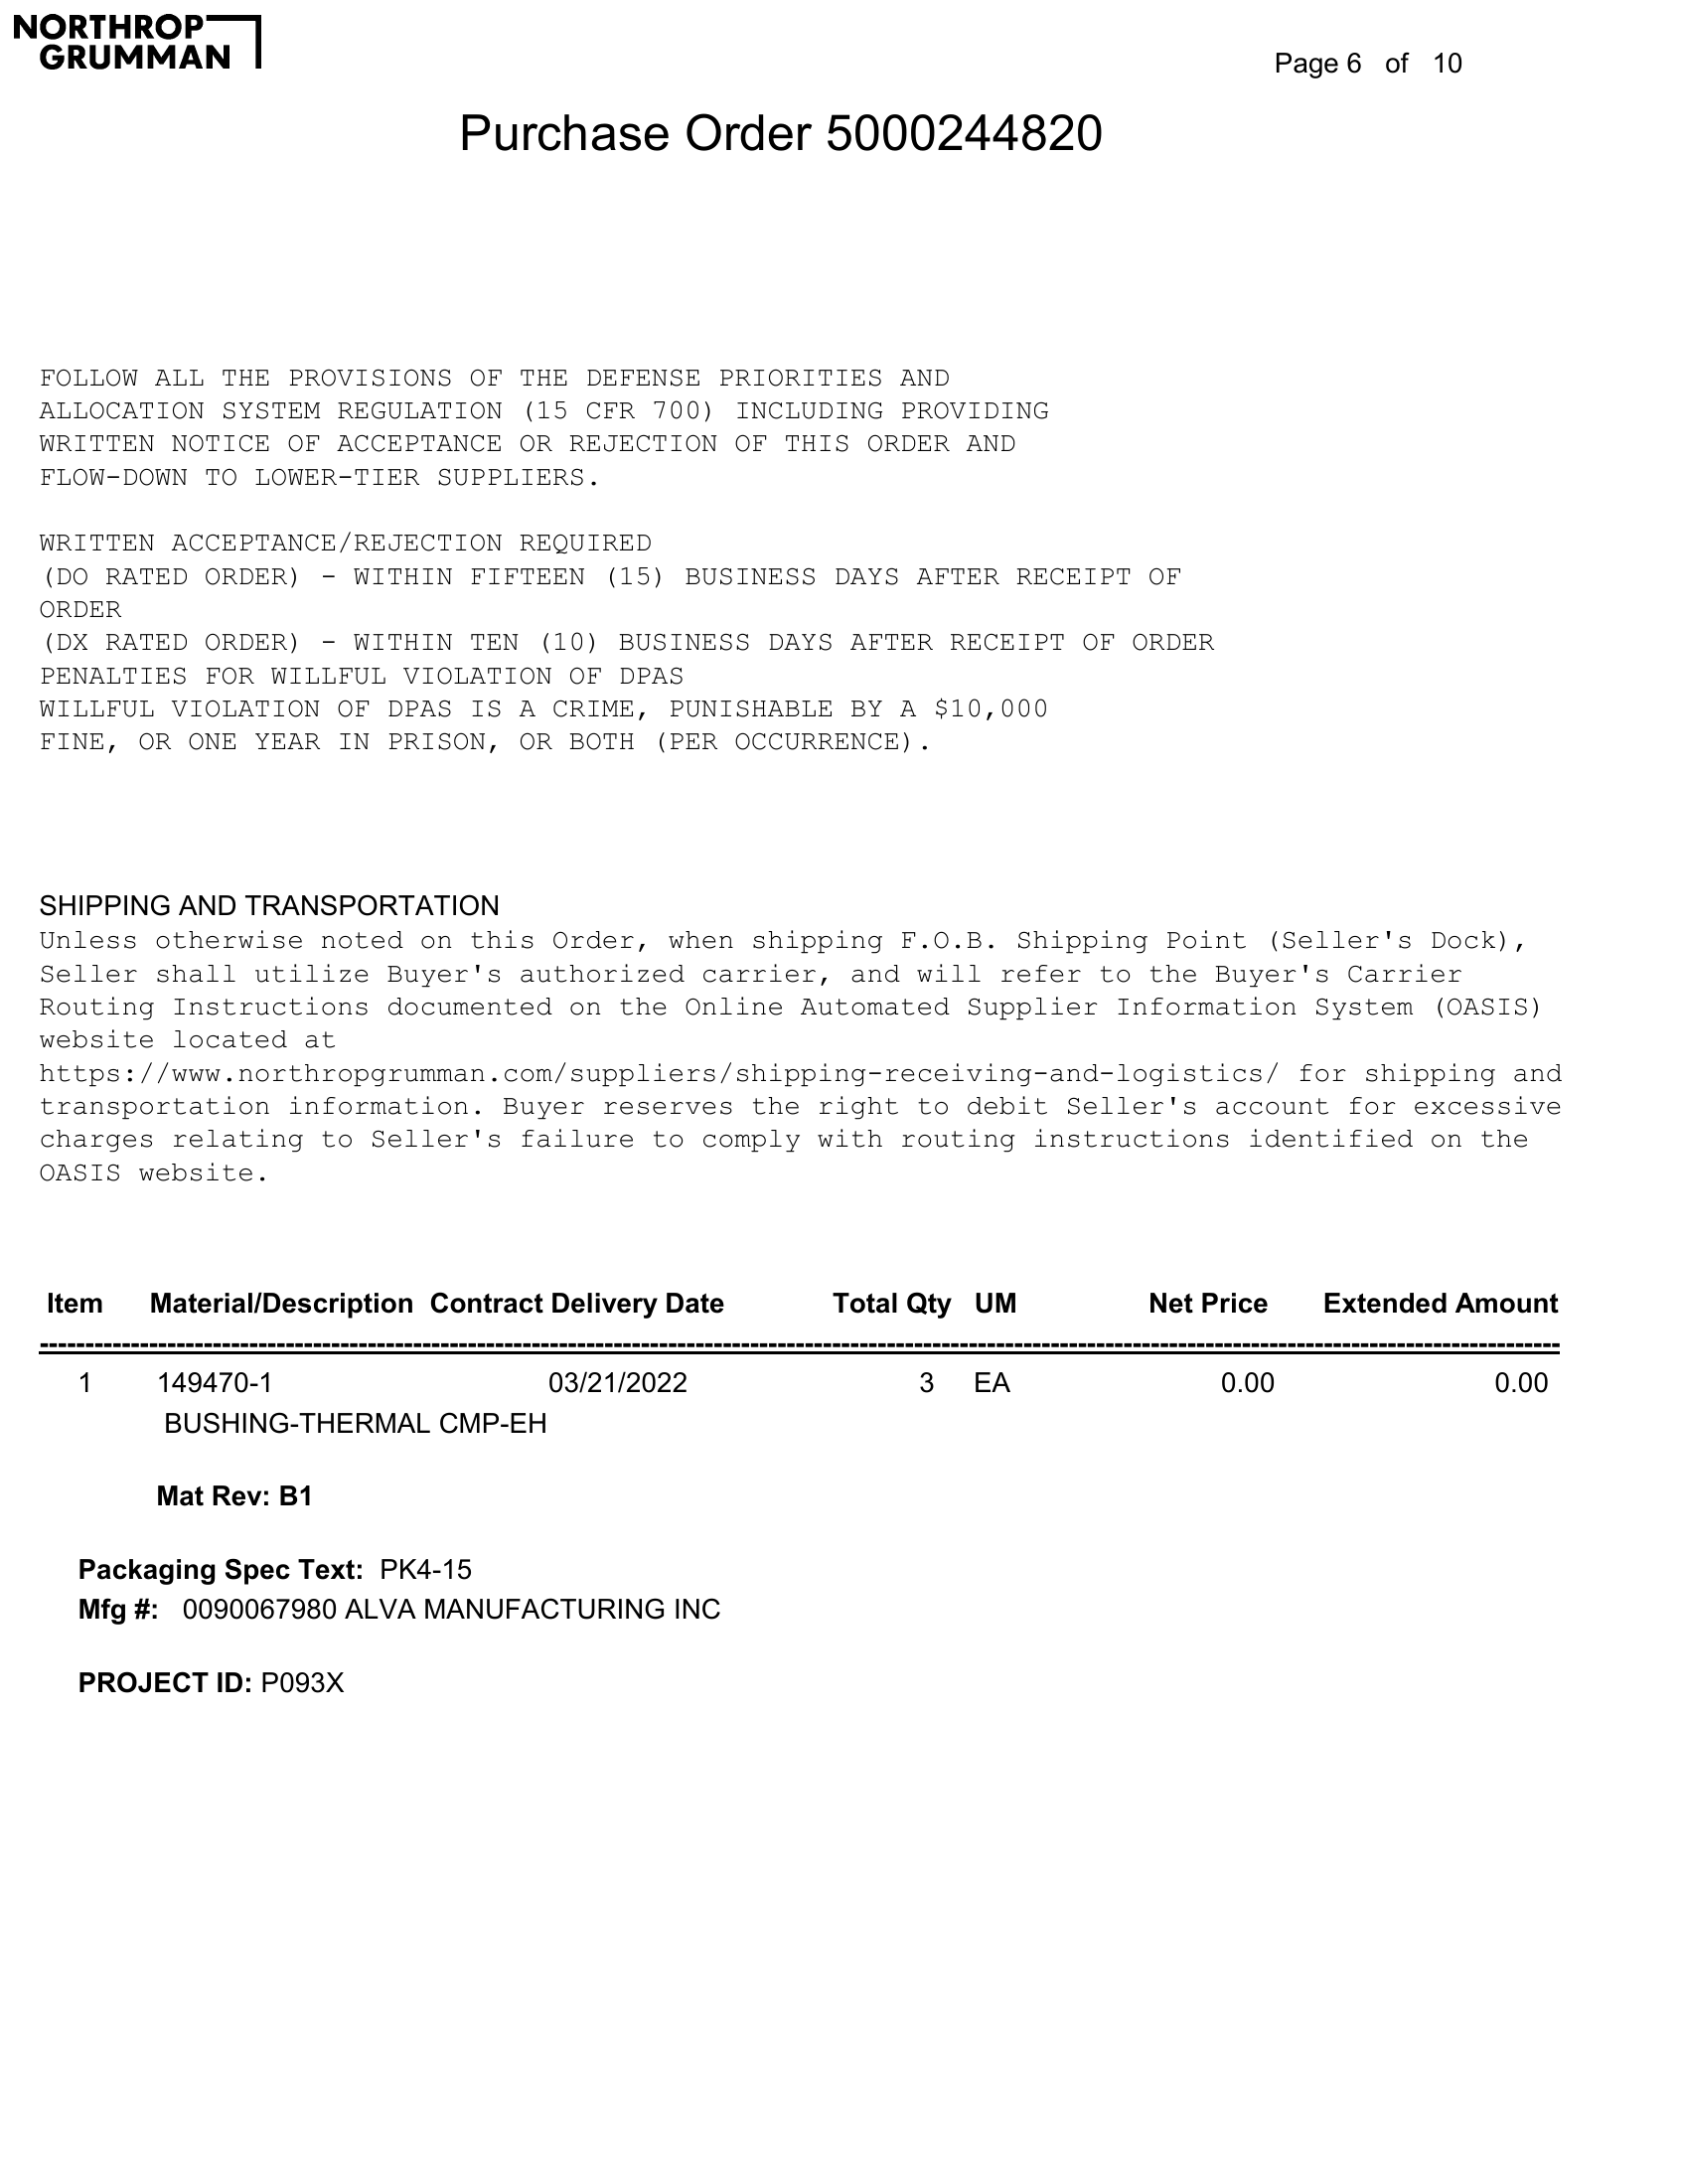 NORTHROP
GRUMMAN
Page 6 of 10
Purchase Order 5000244820
FOLLOW ALL THE PROVISIONS OF THE DEFENSE PRIORITIES AND
ALLOCATION SYSTEM REGULATION (15 CFR 700) INCLUDING PROVIDING
WRITTEN NOTICE OF ACCEPTANCE OR REJECTION OF THIS ORDER AND
FLOW-DOWN TO LOWER-TIER SUPPLIERS.
WRITTEN ACCEPTANCE/REJECTION REQUIRED
(DO RATED ORDER) - WITHIN FIFTEEN (15) BUSINESS DAYS AFTER RECEIPT OF
ORDER
(DX RATED ORDER) - WITHIN TEN (10) BUSINESS DAYS AFTER RECEIPT OF ORDER
PENALTIES FOR WILLFUL VIOLATION OF DPAS
WILLFUL VIOLATION OF DPAS IS A CRIME, PUNISHABLE BY A $10,000
FINE, OR ONE YEAR IN PRISON, OR BOTH (PER OCCURRENCE).
SHIPPING AND TRANSPORTATION
Unless otherwise noted on this Order, when shipping F.O.B. Shipping Point (Seller's Dock),
Seller shall utilize Buyer's authorized carrier, and will refer to the Buyer's Carrier
Routing Instructions documented on the Online Automated Supplier Information System (OASIS)
website located at
https://www.northropgrumman.com/suppliers/shipping-receiving-and-logistics/ for shipping and
transportation information. Buyer reserves the right to debit Seller's account for excessive
charges relating to Seller's failure to comply with routing instructions identified on the
OASIS website.
Item Material/Description Contract Delivery Date Total Qty UM Net Price Extended Amount
1 149470-1 03/21/2022 3 EA 0.00 0.00
BUSHING-THERMAL CMP-EH
Mat Rev: B1
Packaging Spec Text: PK4-15
Mfg #: 0090067980 ALVA MANUFACTURING INC
PROJECT ID: P093X